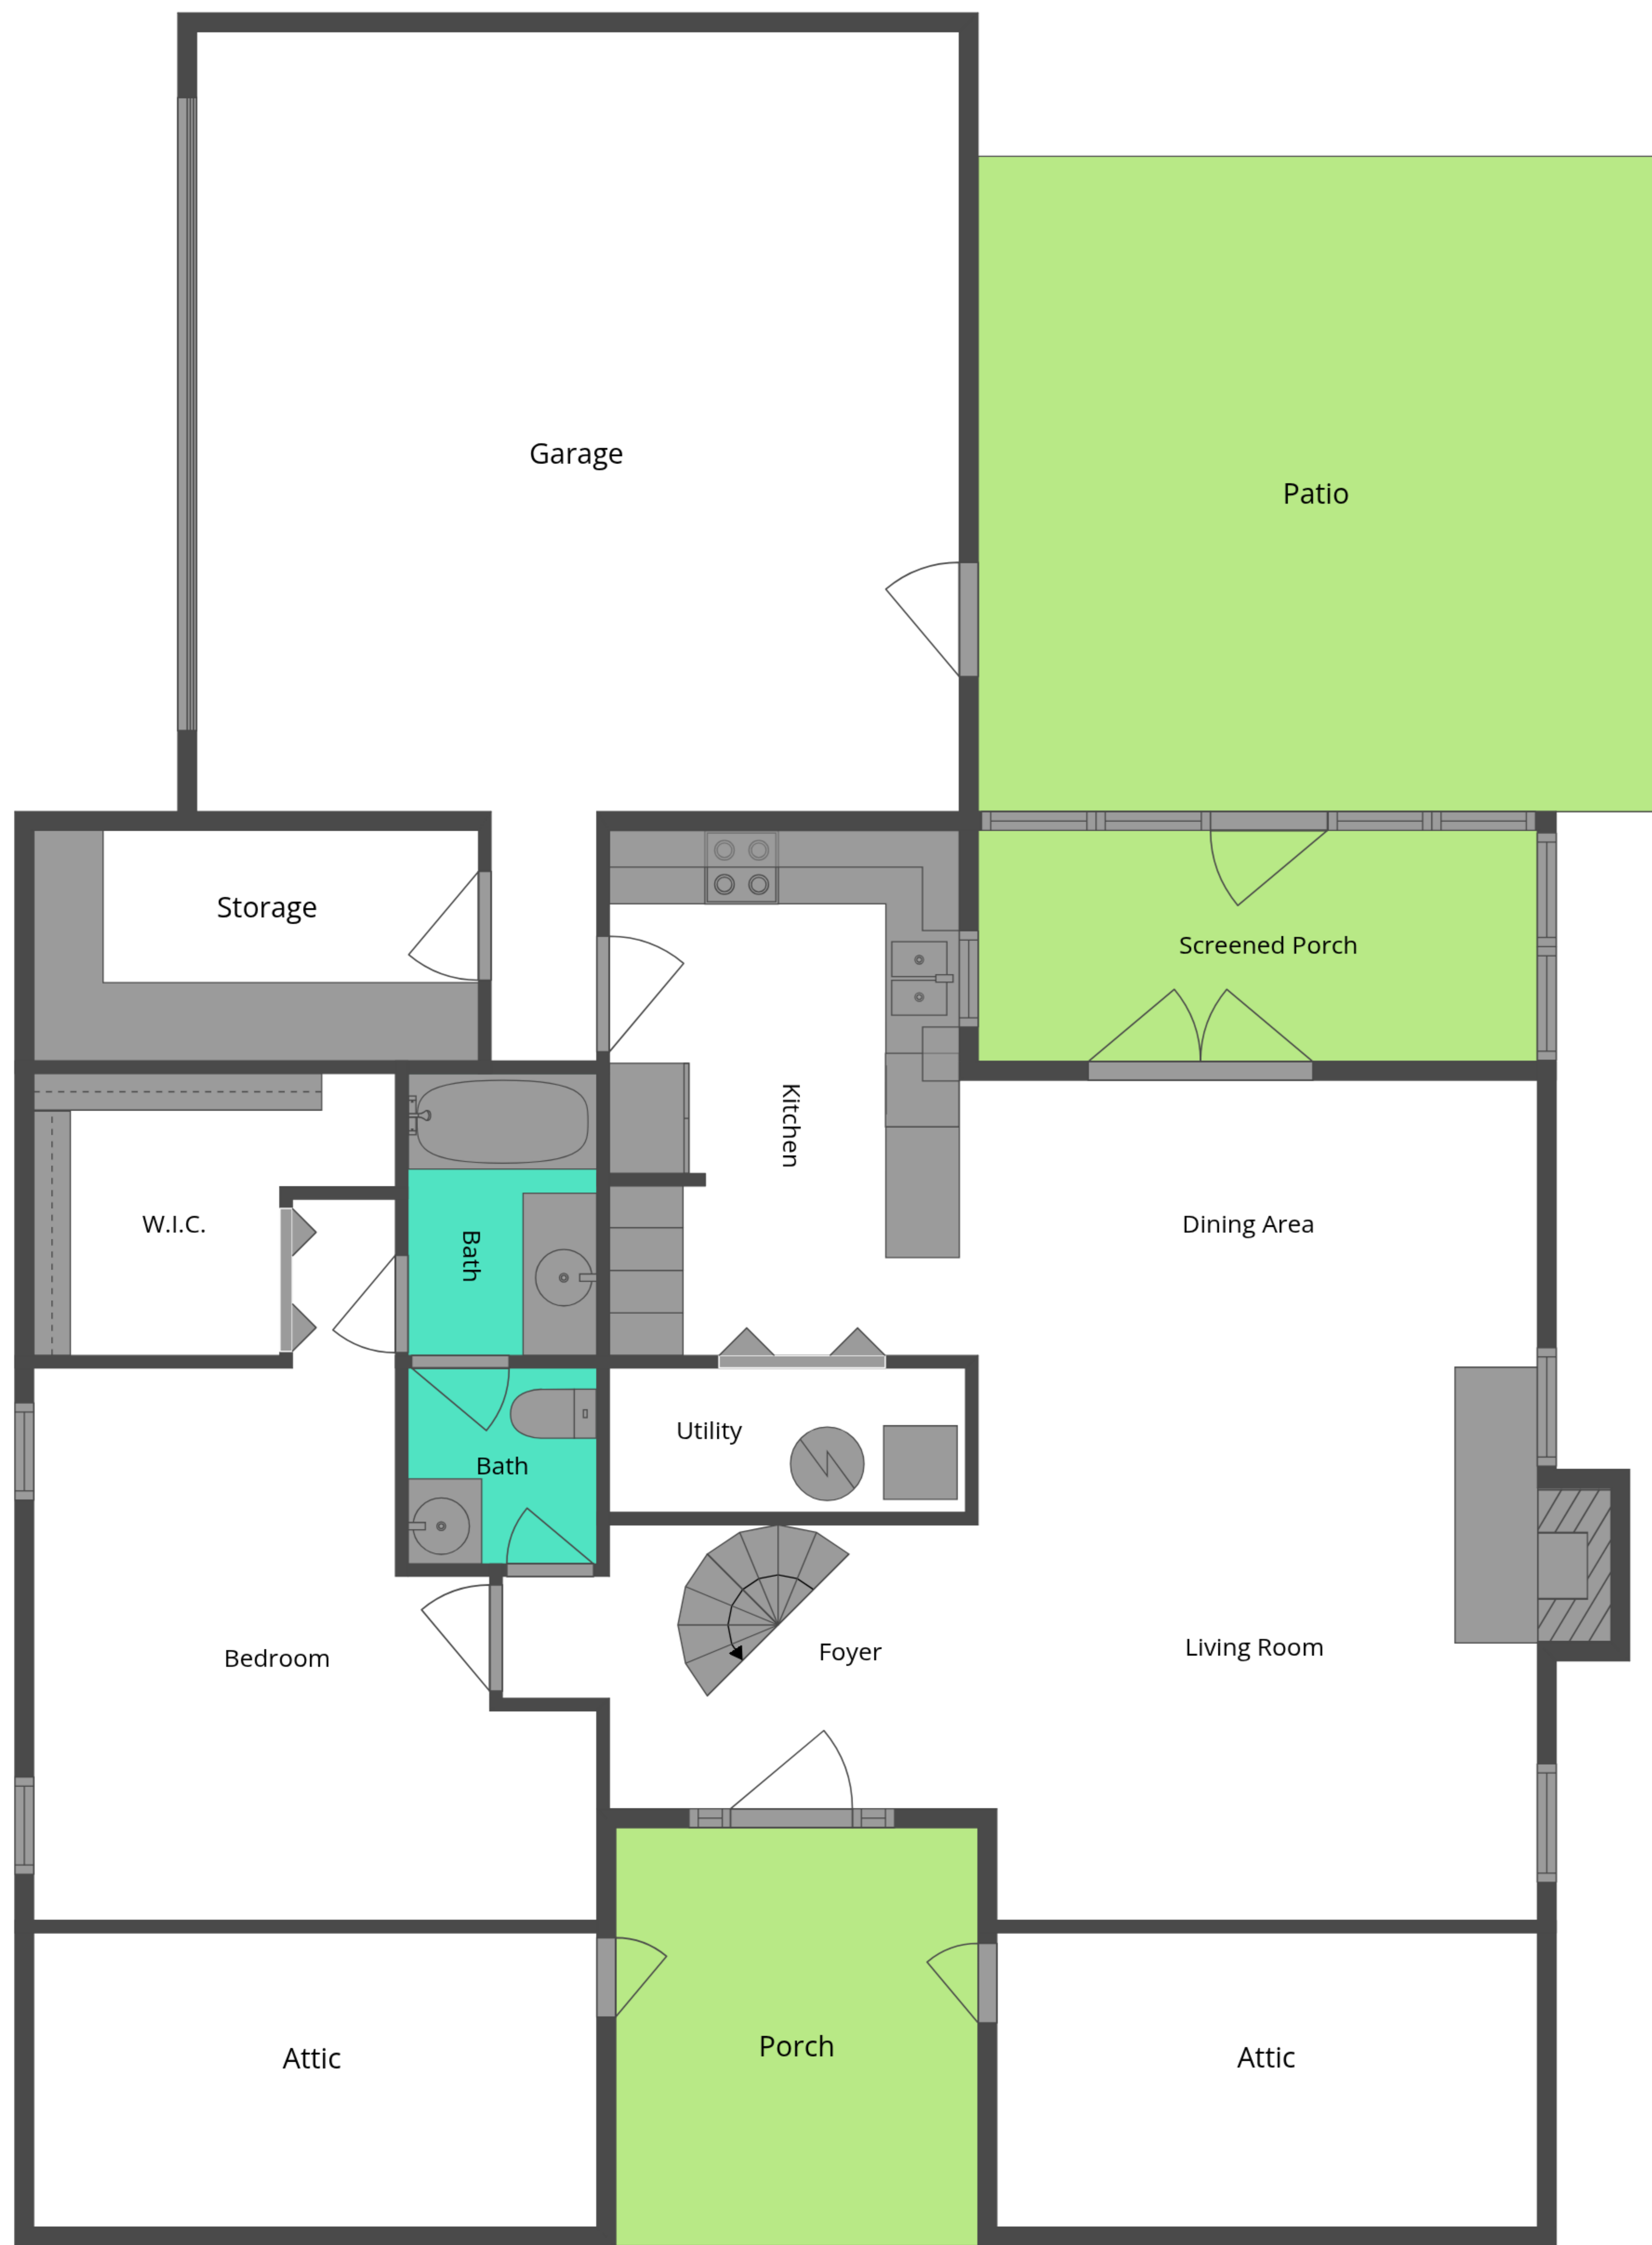 Garage
Patio
Storage
Screened Porch
Kitchen
W.I.C.
Bath
Dining Area
Utility
Bath
Bedroom
Foyer
Living Room
Attic
Porch
Attic